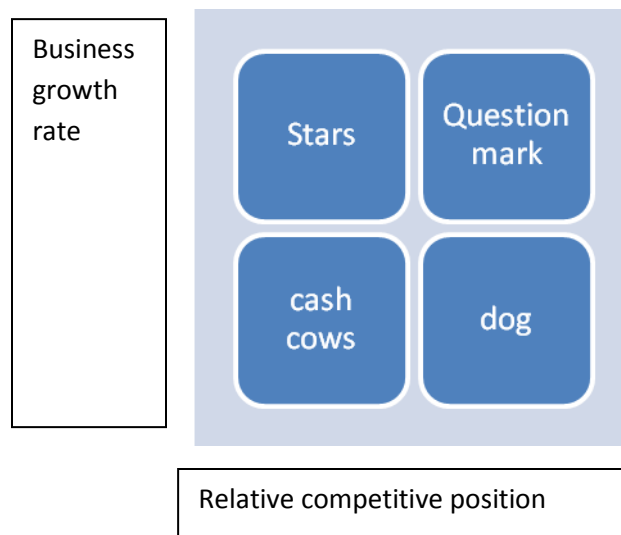 Business
growth
rate
Stars
Question
mark
cash
cows
dog
Relative competitive position